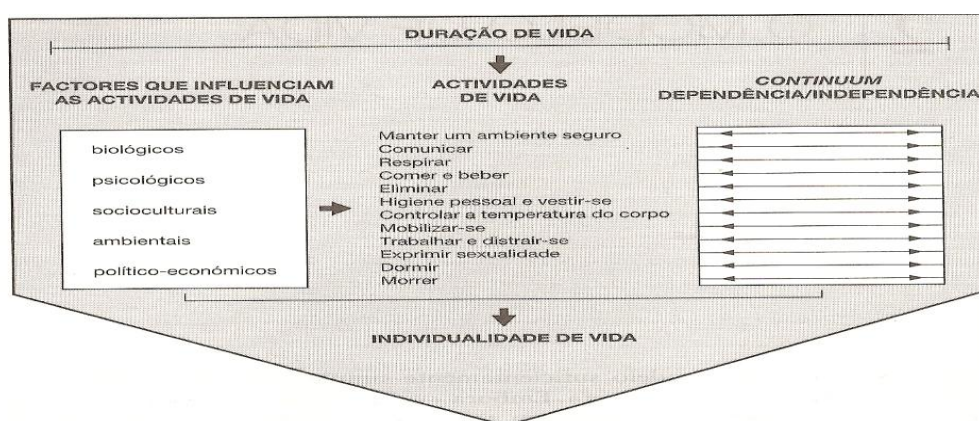 DURAÇÃO DE VIDA
FACTORES QUE INFLUENCIAM
AS ACTIVIDADES DE VIDA
biológicos
psicológicos
socioculturais
ambientais
político-económicos
ACTIVIDADES
DE VIDA
Manter um ambiente seguro
Comunicar
Respirar
Comer e beber
Eliminar
Higiene pessoal e vestir-se
Controlar a temperatura do corpo
Mobilizar-se
Trabalhar e distrair-se
Exprimir sexualidade
Dormir
Morrer
CONTINUUM
DEPENDÊNCIA/INDEPENDÊNCIA
INDIVIDUALIDADE DE VIDA